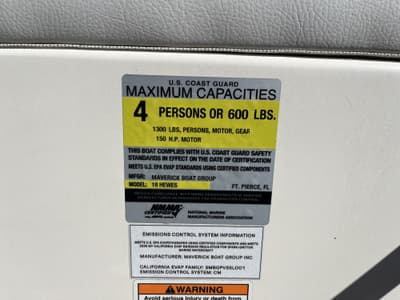 U.S. COAST GUARD
MAXIMUM CAPACITIES
4 PERSONS OR 600 LBS.
1300 LBS, PERSONS, MOTOR, GEAR
150 H.P. MOTOR
THIS BOAT COMPLIES WITH U.S. COAST GUARD SAFETY
STANDARDS IN EFFECT ON THE DATE OF CERTIFICATION
MEETS U.S. EPA EVAP STANDARDS USING CERTIFIED COMPONENTS
MFGR: MAVERICK BOAT GROUP
MODEL: 18 HEWES FT. PIERCE, FL
NMMA
CERTIFIED
NATIONAL MARINE
MANUFACTURERS ASSOCIATION
EMISSIONS CONTROL SYSTEM INFORMATION
MANUFACTURER: MAVERICK BOAT GROUP INC
EMISSION CONTROL SYSTEM: CM
WARNING
Avoid serious injury or death from